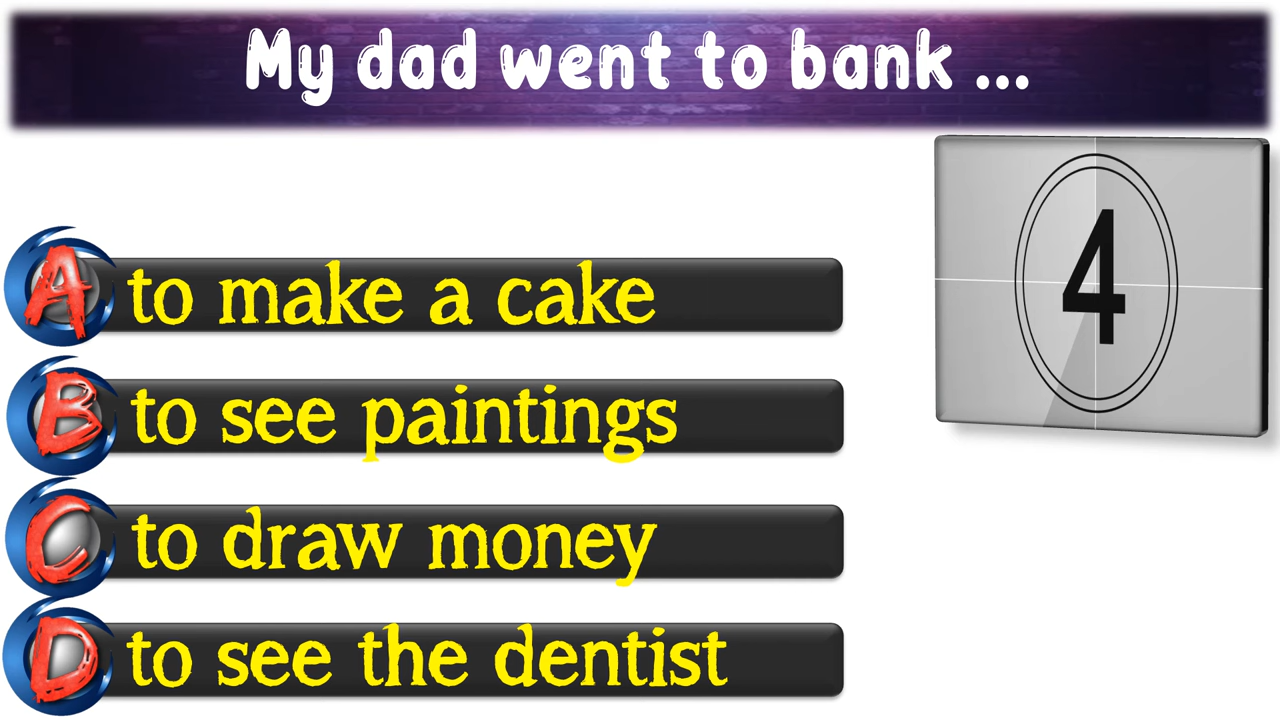 My dad went to bank ...
4
A to make a cake
B to see paintings
C to draw money
D to see the dentist